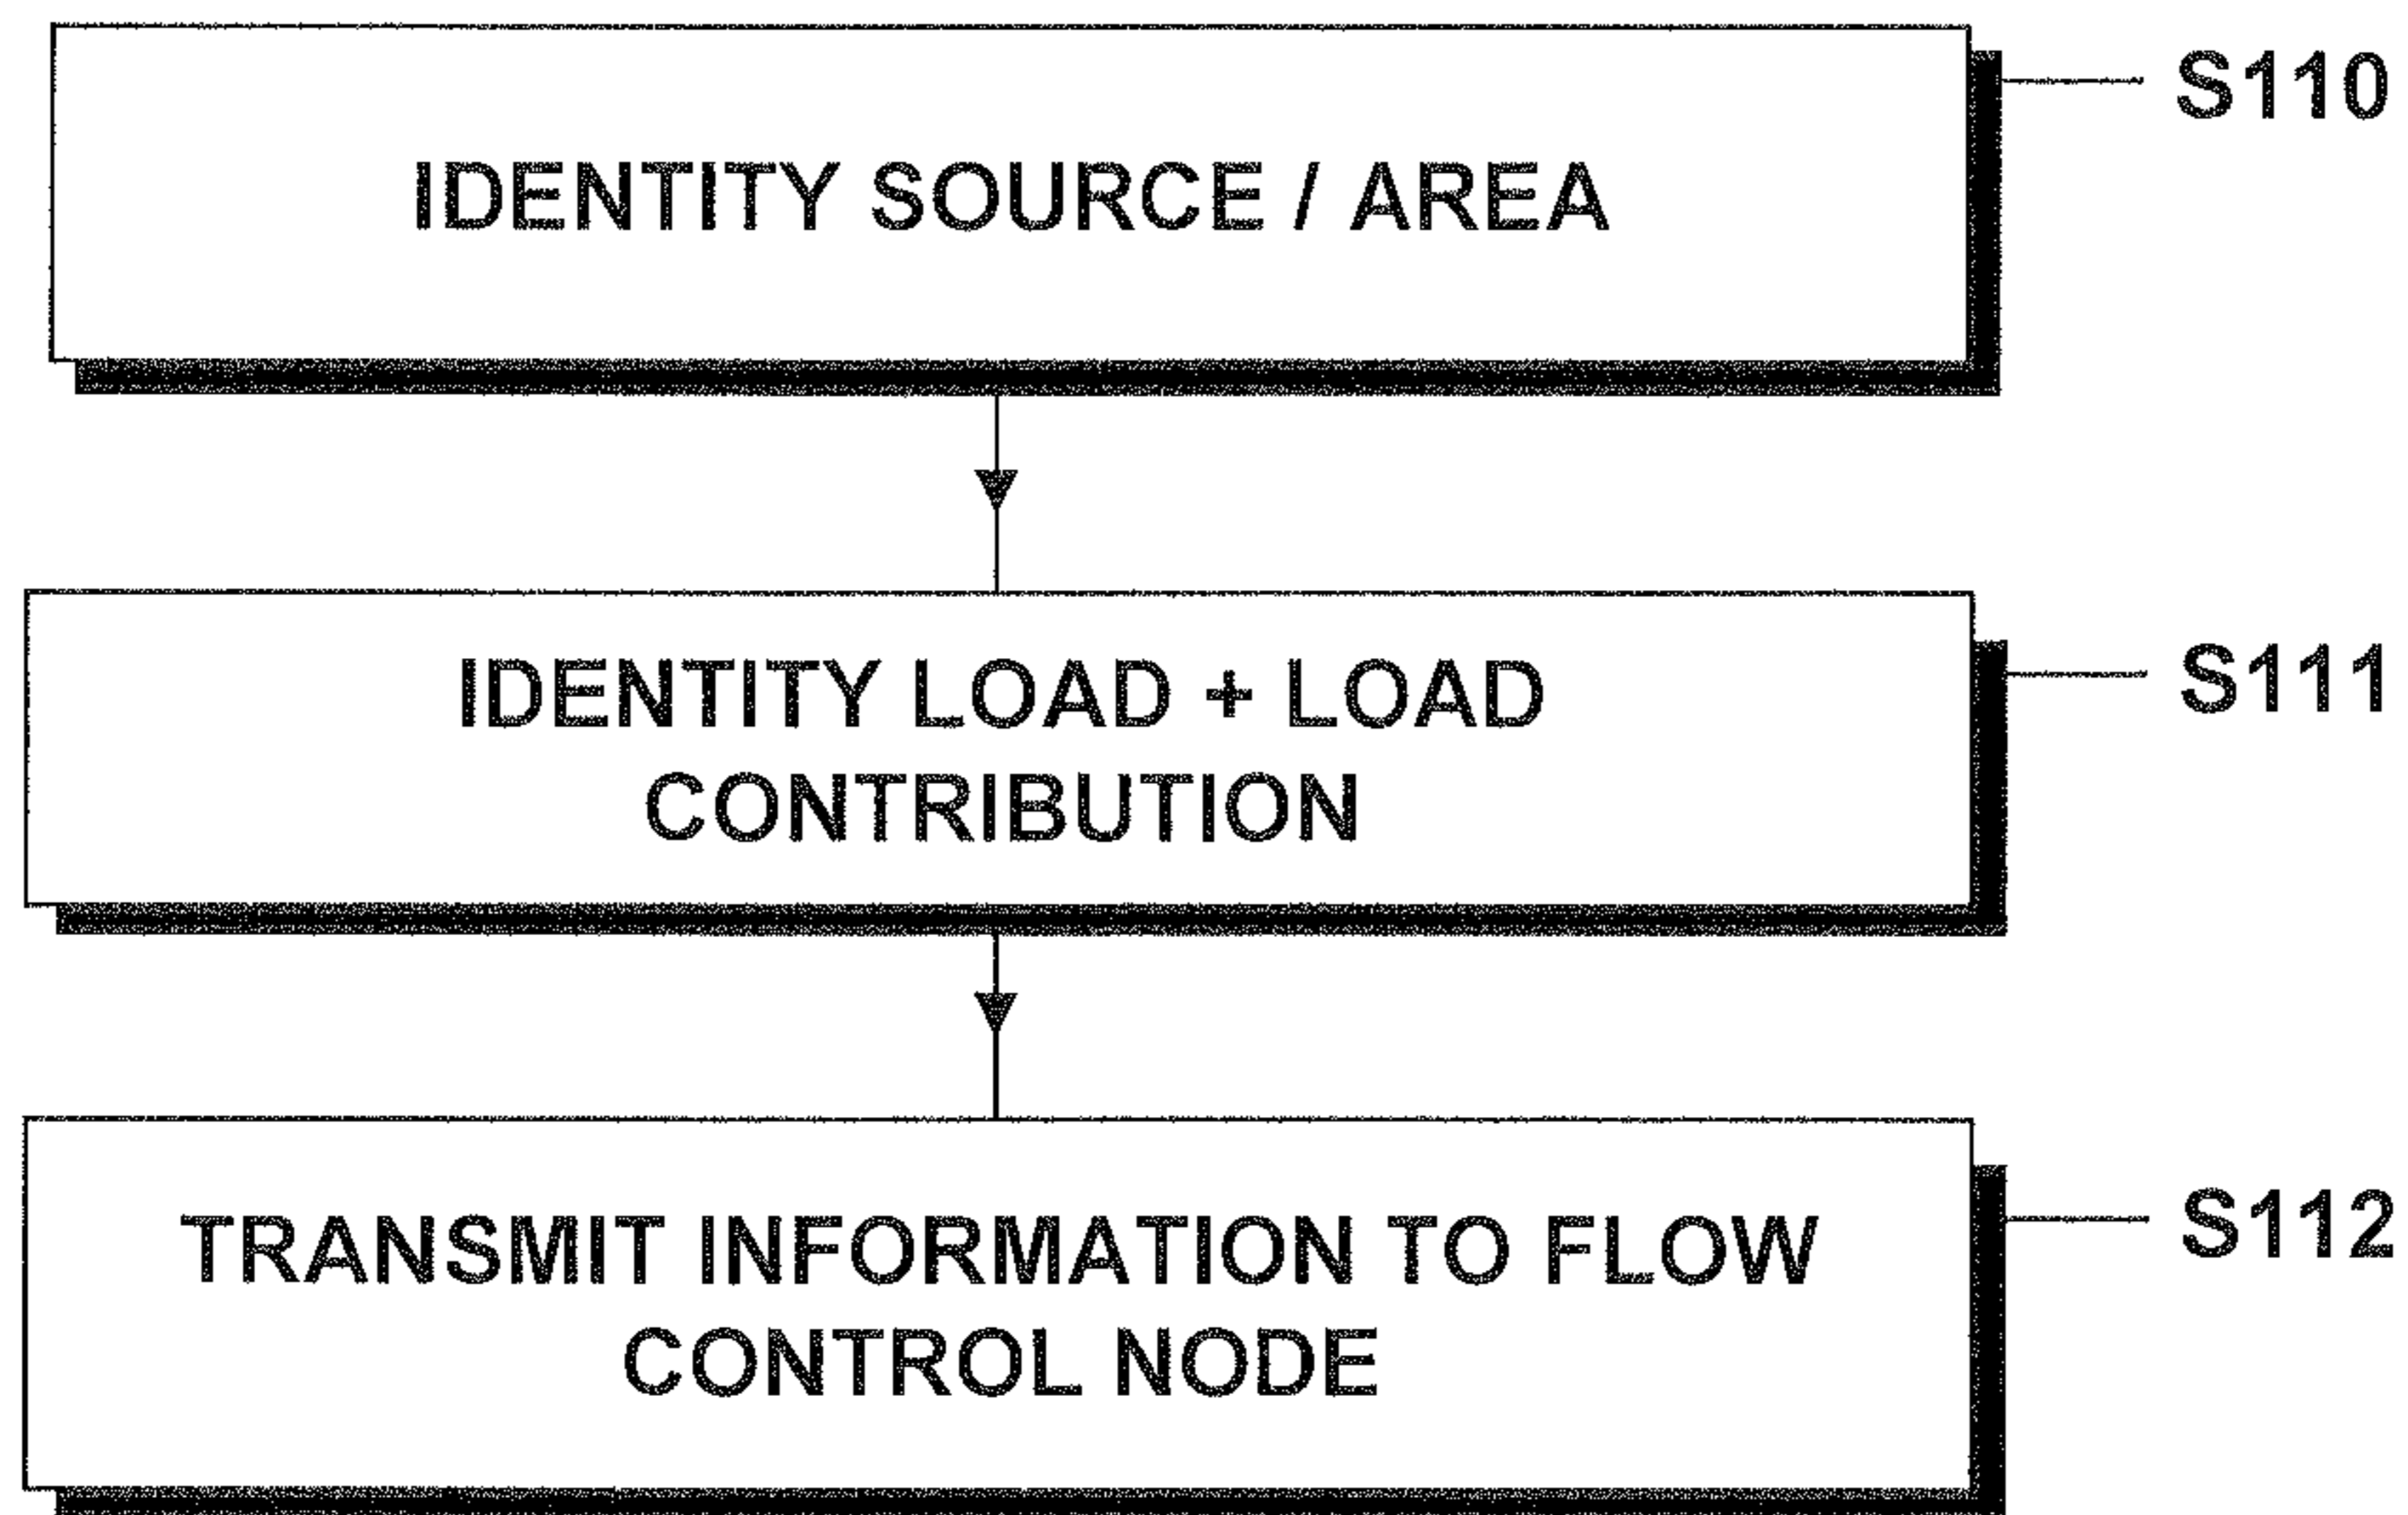 S110
IDENTITY SOURCE / AREA
IDENTITY LOAD + LOAD
CONTRIBUTION
S111
TRANSMIT INFORMATION TO FLOW
CONTROL NODE
S112